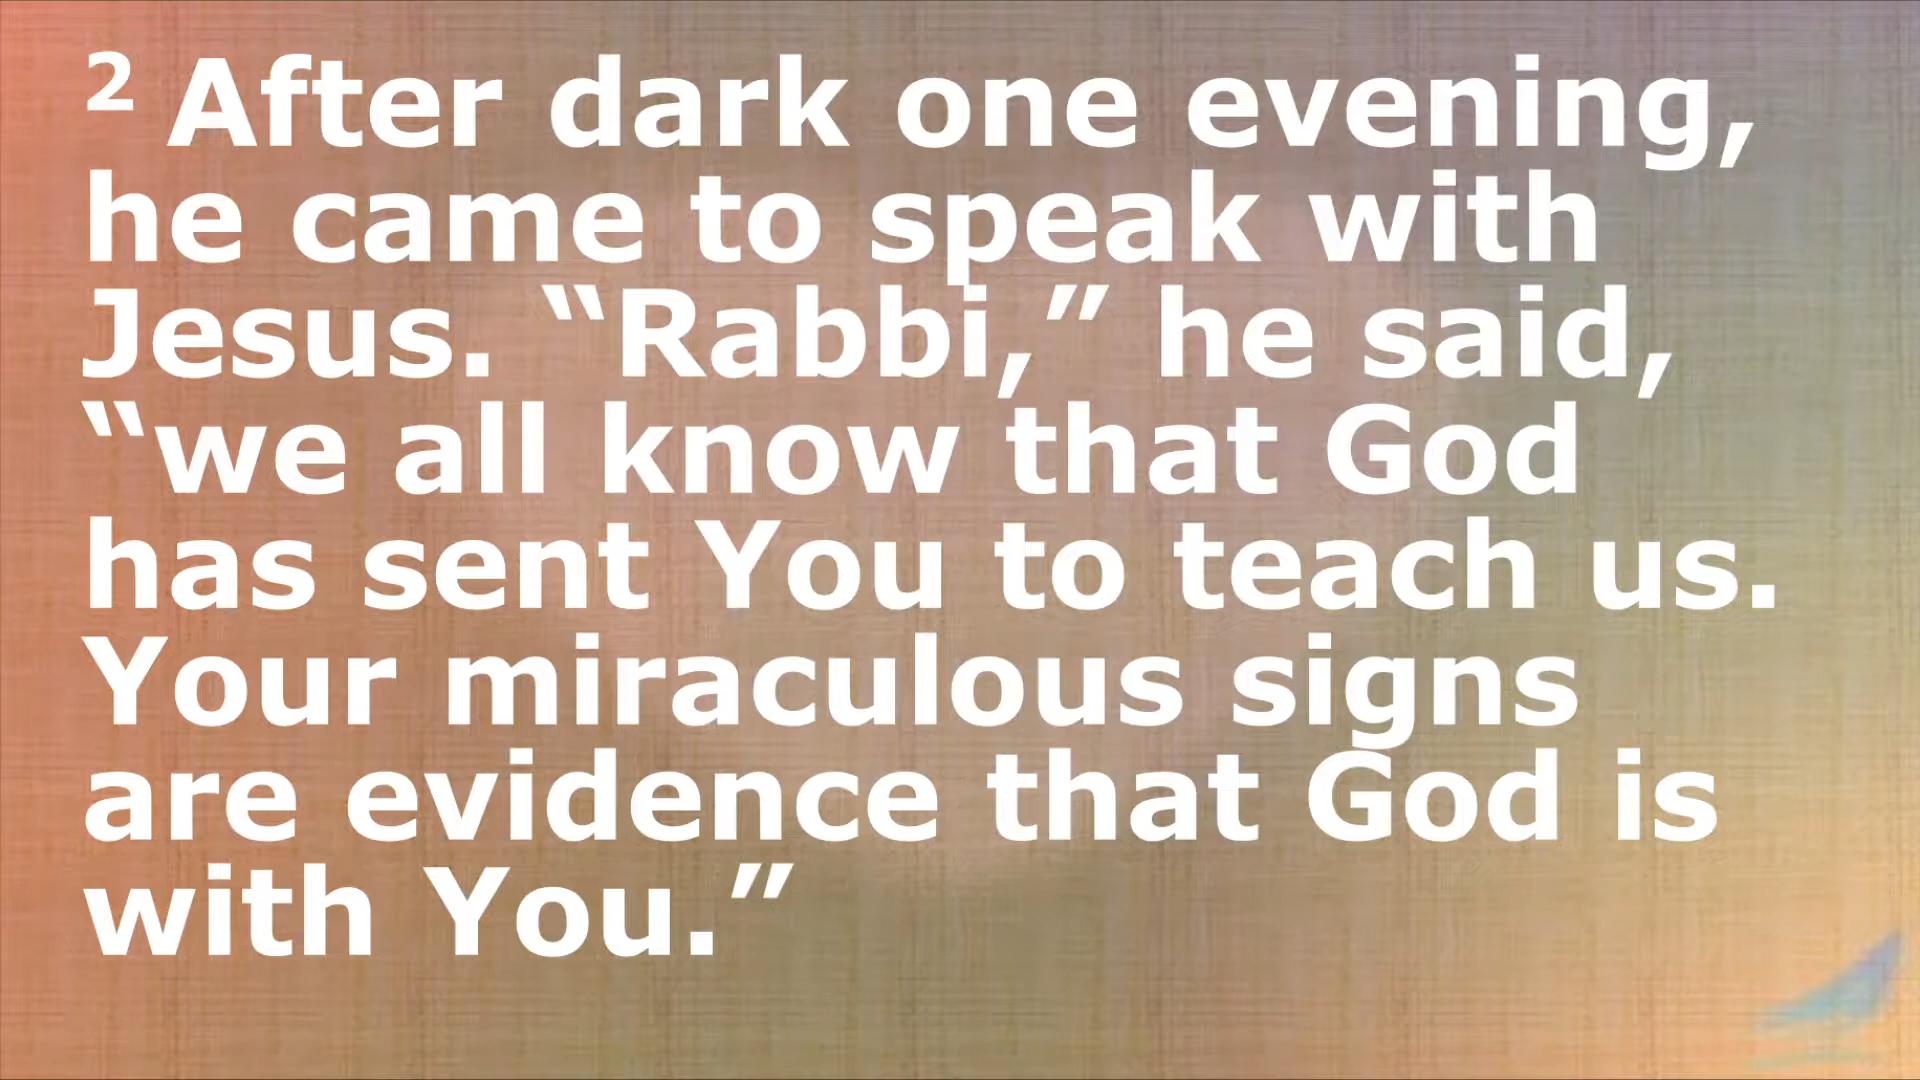 2 After dark one evening,
he came to speak with
Jesus. “Rabbi,” he said,
“we all know that God
has sent You to teach us.
Your miraculous signs
are evidence that God is
with You.”